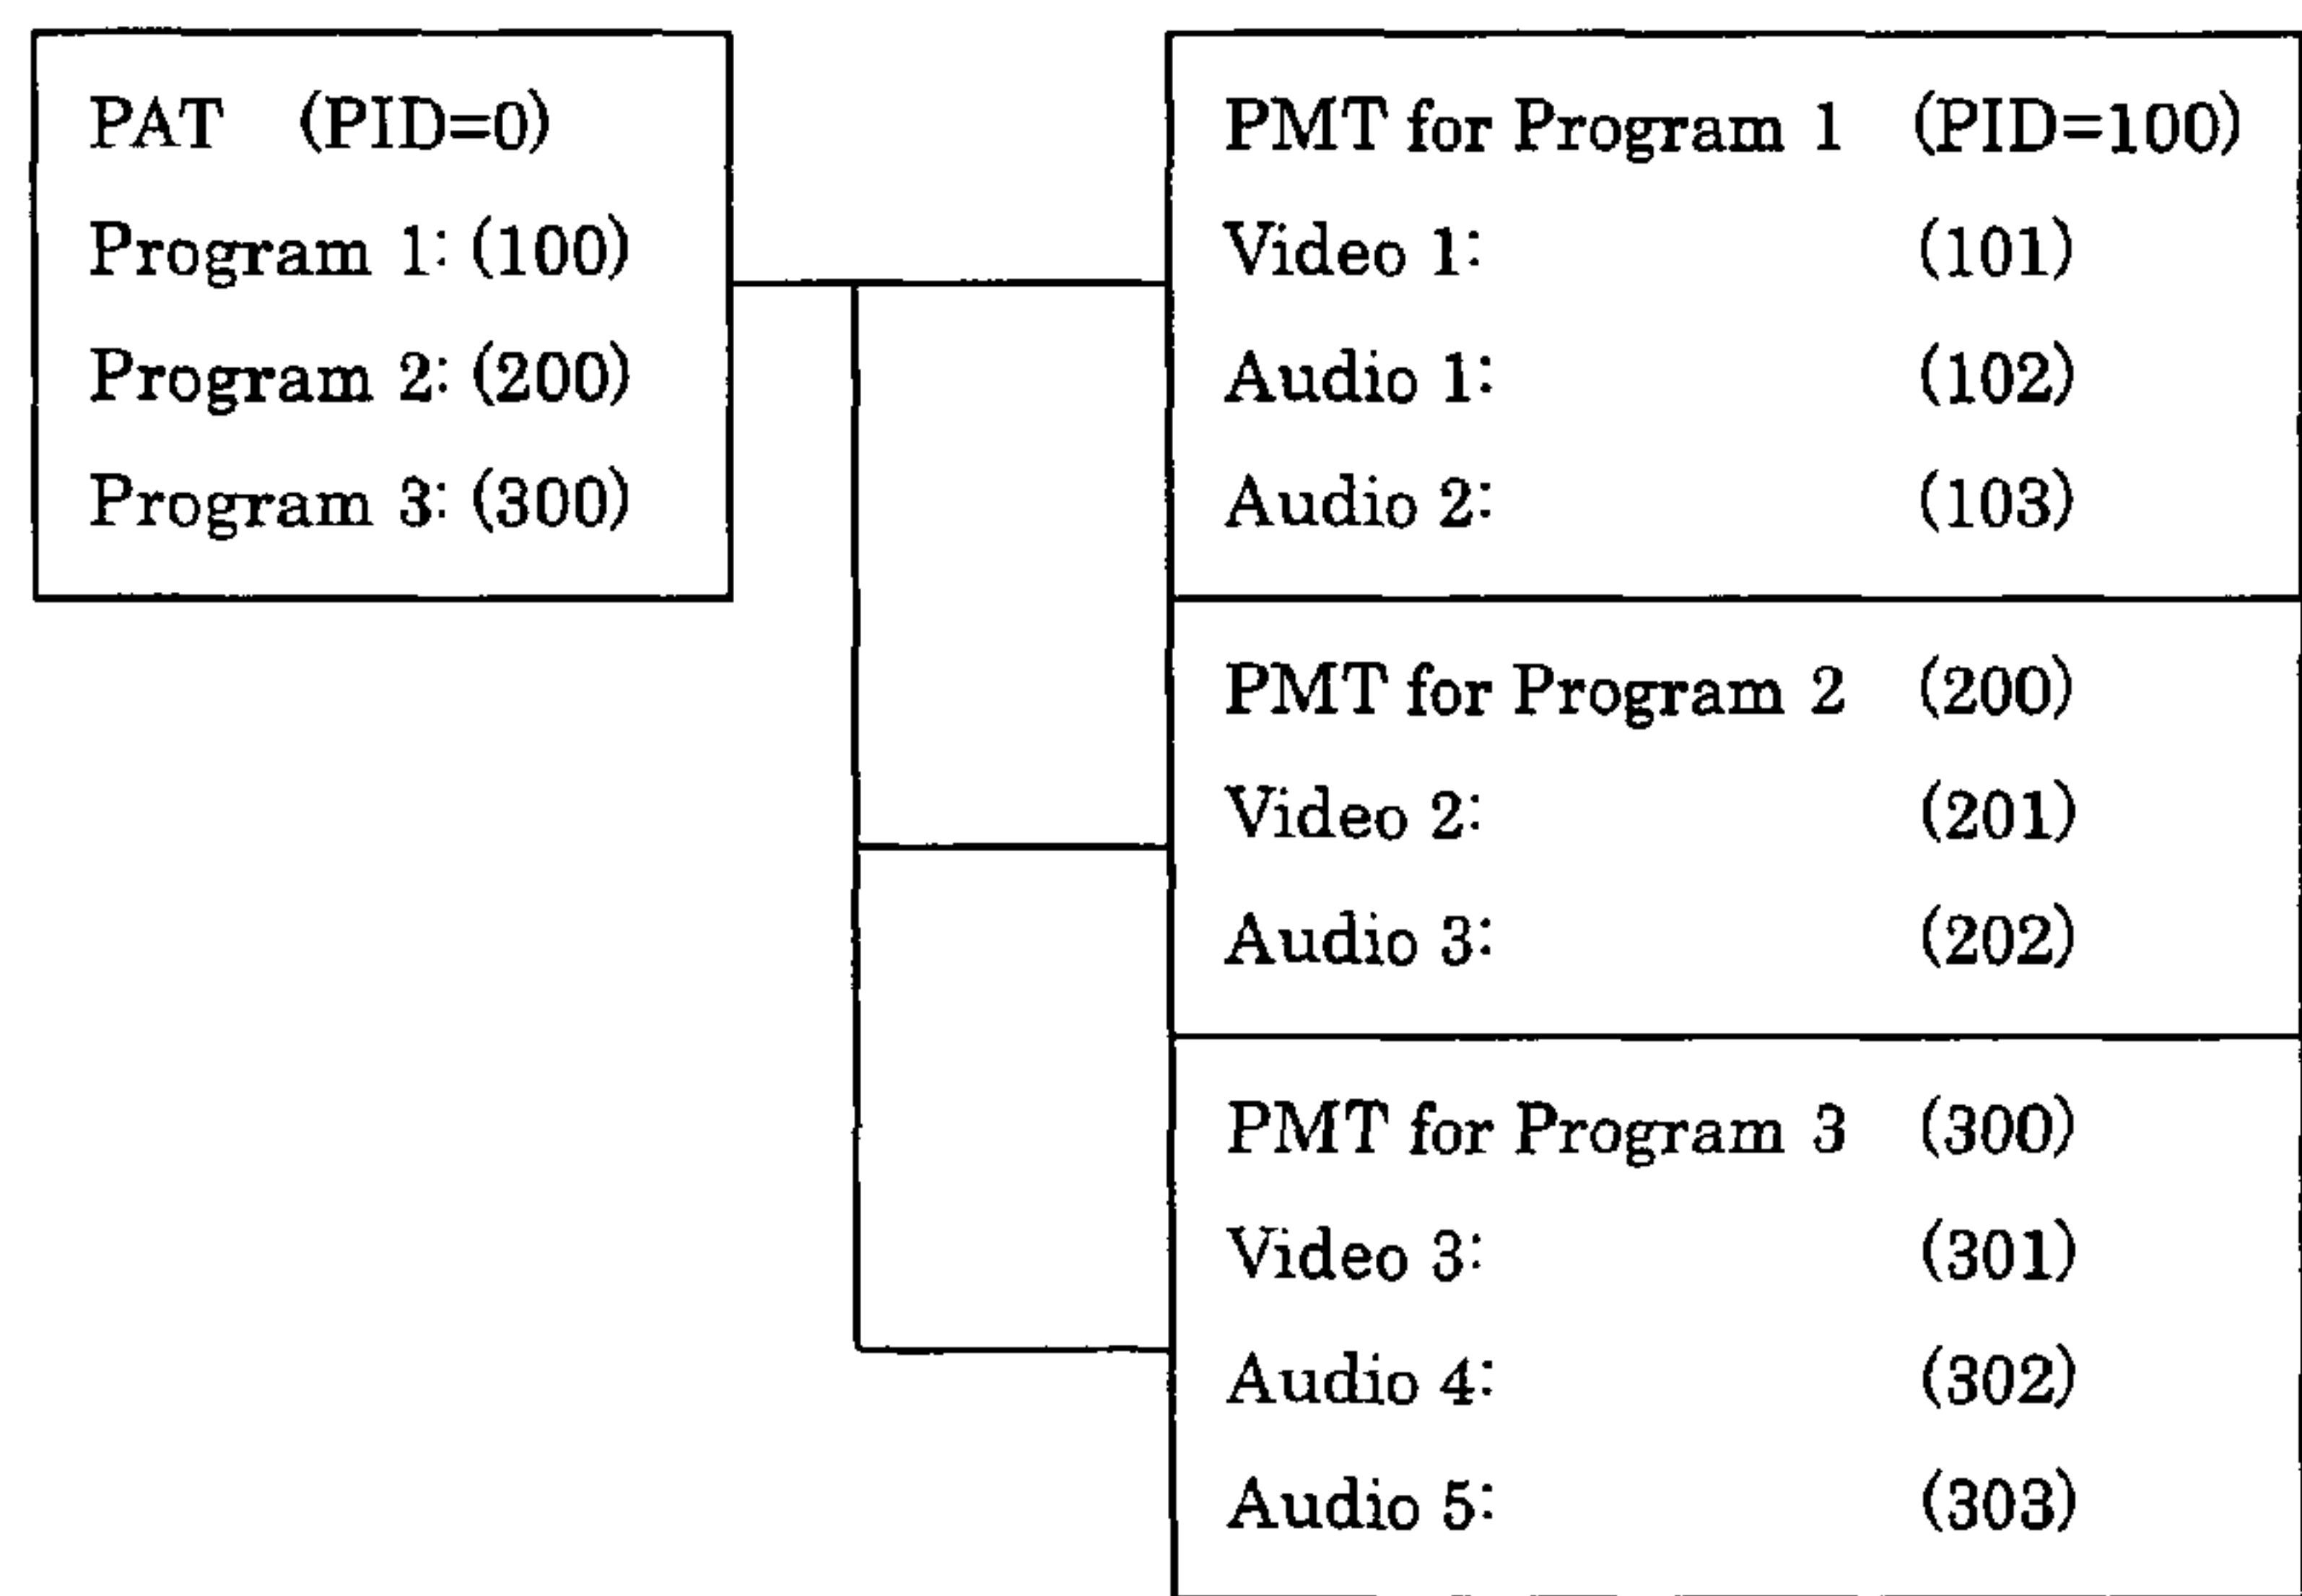 PAT (PID=0)
Program 1: (100)
Program 2: (200)
Program 3: (300)
PMT for Program 1 (PID=100)
Video 1: (101)
Audio 1: (102)
Audio 2: (103)
PMT for Program 2 (200)
Video 2: (201)
Audio 3: (202)
PMT for Program 3 (300)
Video 3: (301)
Audio 4: (302)
Audio 5: (303)